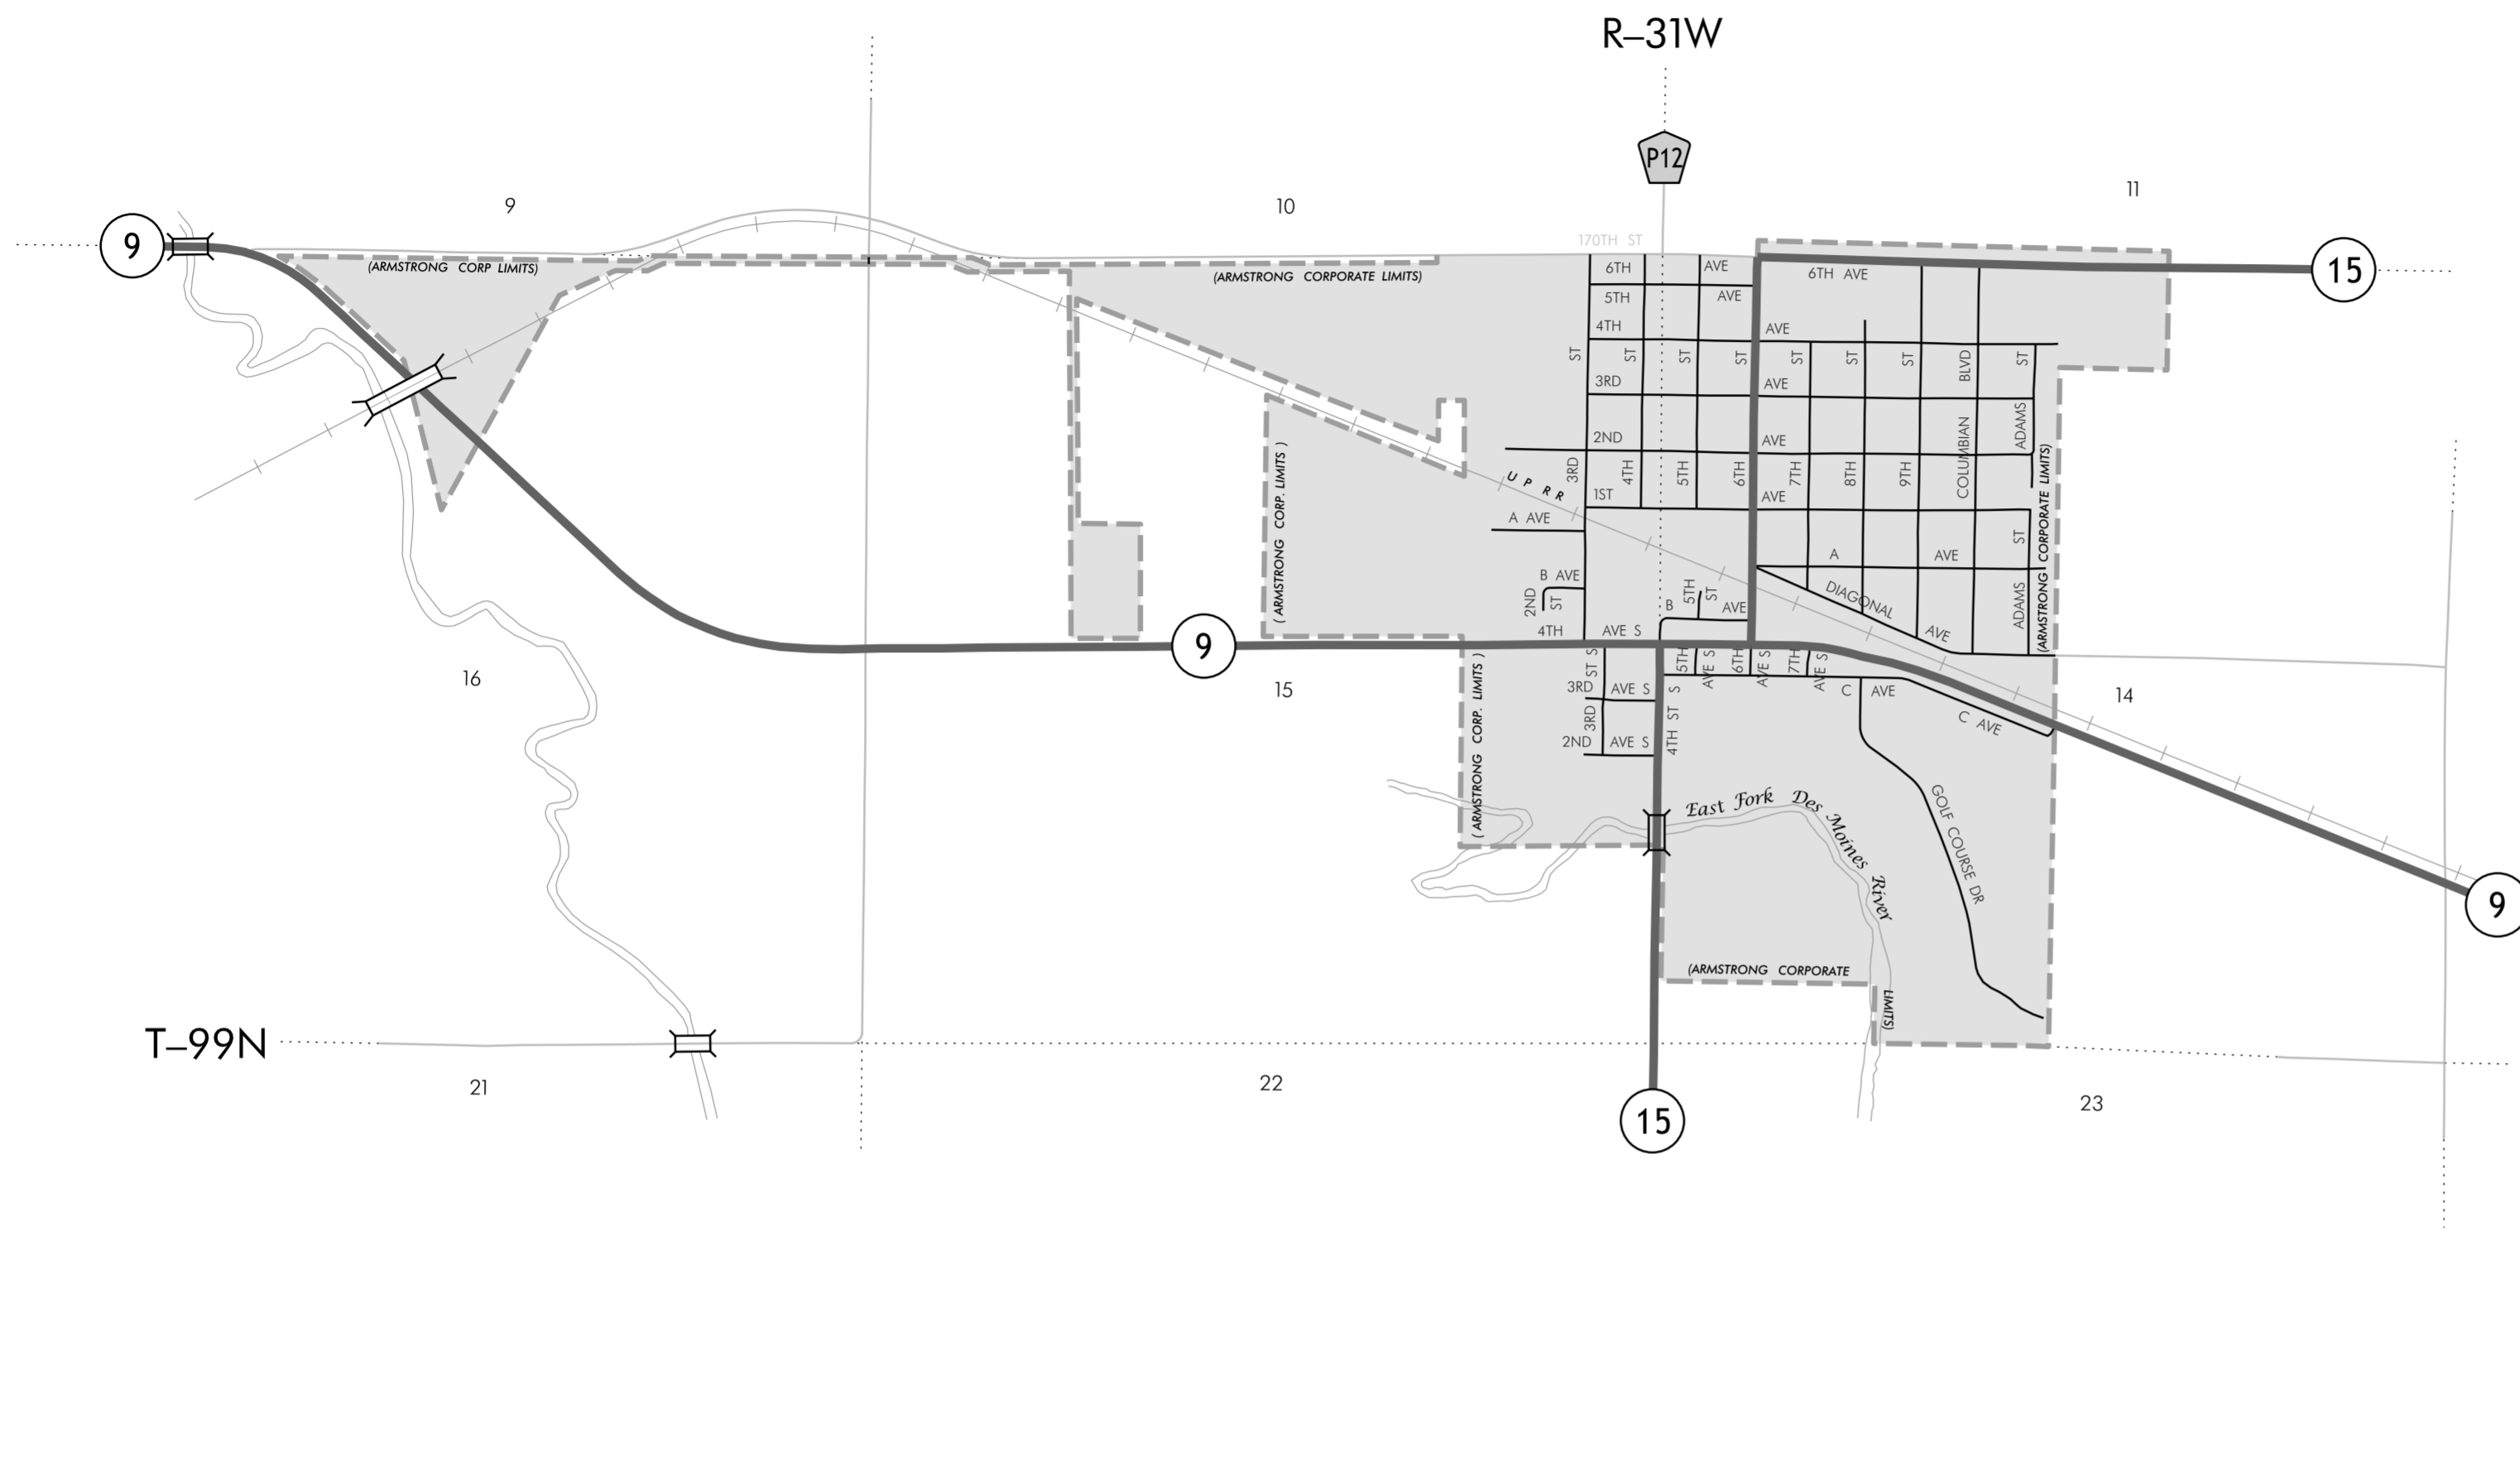 R–31W
P12
9
10
11
9
15
170TH ST
(ARMSTRONG CORP LIMITS)
(ARMSTRONG CORPORATE LIMITS)
6TH AVE
6TH AVE
5TH AVE
4TH AVE
ST
ST
ST
ST
ST
ST
ST
BLVD
ST
3RD AVE
2ND AVE
3RD
4TH
5TH
6TH
7TH
8TH
9TH
COLUMBIAN
ADAMS
1ST AVE
U P R R
A AVE
A AVE
ST
ADAMS
(ARMSTRONG CORPORATE LIMITS)
(ARMSTRONG CORP. LIMITS)
B AVE
2ND ST
5TH ST
B AVE
DIAGONAL AVE
4TH AVE S
9
16
15
14
(ARMSTRONG CORP. LIMITS)
3RD ST S
5TH AVE S
6TH AVE S
7TH AVE S
3RD AVE S
C AVE
C AVE
2ND AVE S
4TH ST S
East Fork Des Moines River
GOLF COURSE DR
9
(ARMSTRONG CORPORATE LIMITS)
T–99N
21
22
23
15